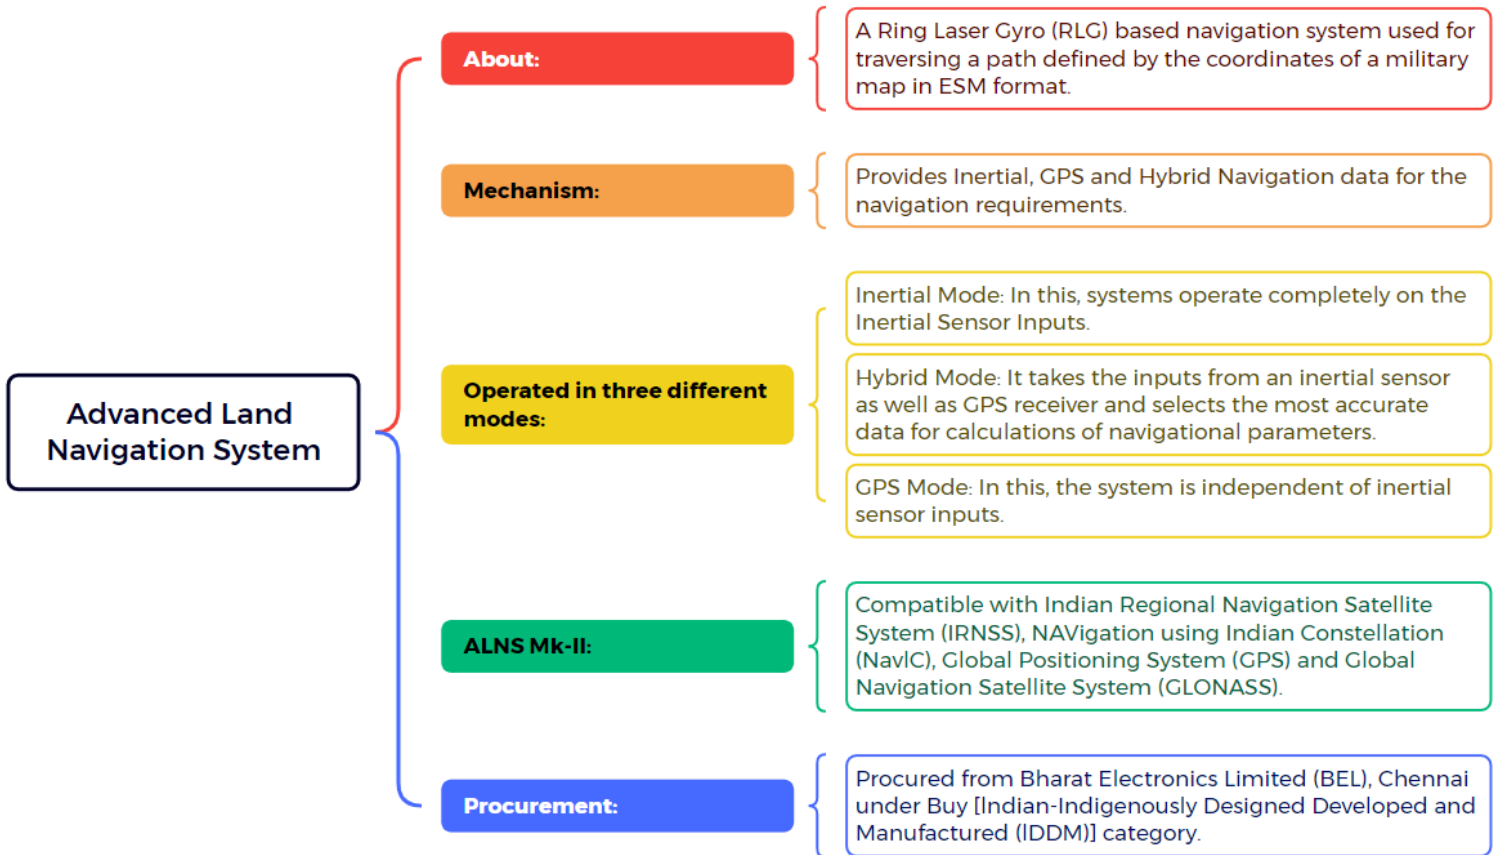 Advanced Land
Navigation System
About:
A Ring Laser Gyro (RLG) based navigation system used for
traversing a path defined by the coordinates of a military
map in ESM format.
Mechanism:
Provides Inertial, GPS and Hybrid Navigation data for the
navigation requirements.
Operated in three different
modes:
Inertial Mode: In this, systems operate completely on the
Inertial Sensor Inputs.
Hybrid Mode: It takes the inputs from an inertial sensor
as well as GPS receiver and selects the most accurate
data for calculations of navigational parameters.
GPS Mode: In this, the system is independent of inertial
sensor inputs.
ALNS Mk-II:
Compatible with Indian Regional Navigation Satellite
System (IRNSS), NAVigation using Indian Constellation
(NavlC), Global Positioning System (GPS) and Global
Navigation Satellite System (GLONASS).
Procurement:
Procured from Bharat Electronics Limited (BEL), Chennai
under Buy [Indian-Indigenously Designed Developed and
Manufactured (lDDM)] category.